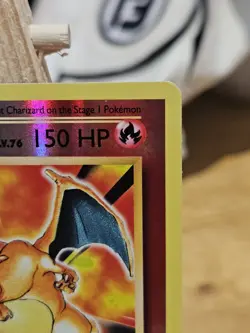 Charizard on the Stage 1 Pokémon
LV.76 150 HP